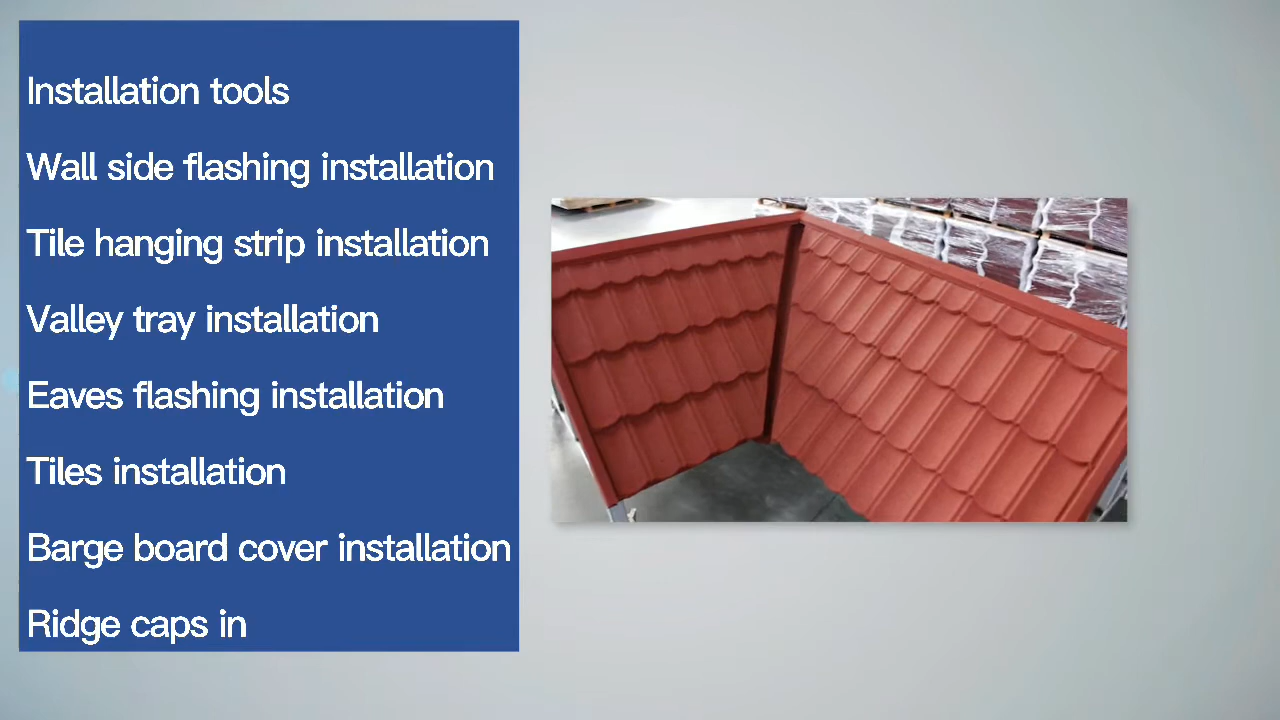 Installation tools
Wall side flashing installation
Tile hanging strip installation
Valley tray installation
Eaves flashing installation
Tiles installation
Barge board cover installation
Ridge caps in